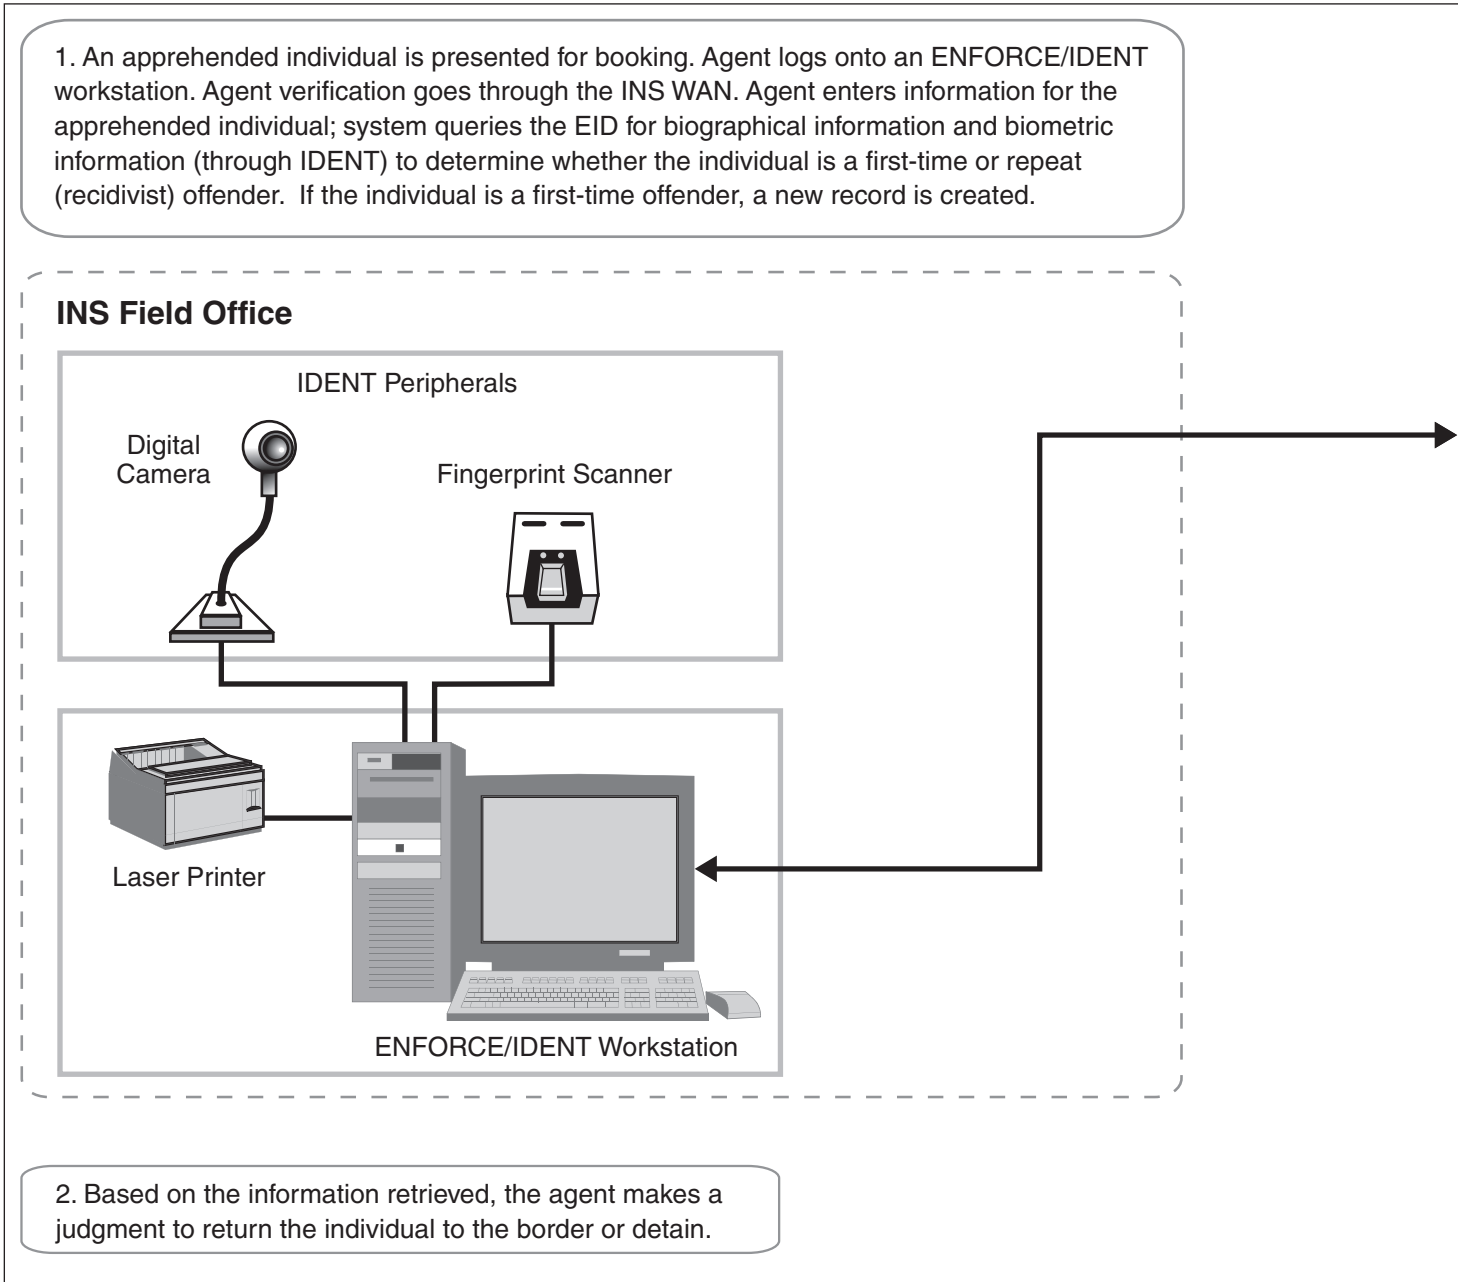 1. An apprehended individual is presented for booking. Agent logs onto an ENFORCE/IDENT
workstation. Agent verification goes through the INS WAN. Agent enters information for the
apprehended individual; system queries the EID for biographical information and biometric
information (through IDENT) to determine whether the individual is a first-time or repeat
(recidivist) offender.  If the individual is a first-time offender, a new record is created.
INS Field Office
IDENT Peripherals
Digital
Camera
Fingerprint Scanner
Laser Printer
ENFORCE/IDENT Workstation
2. Based on the information retrieved, the agent makes a
judgment to return the individual to the border or detain.